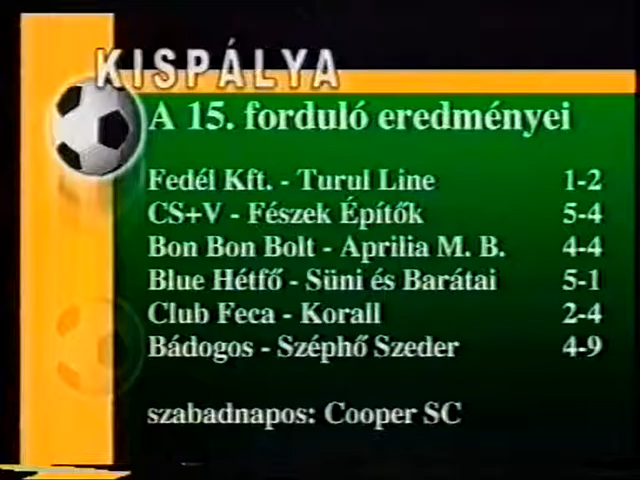 KISPÁLYA
A 15. forduló eredményei
Fedél Kft. - Turul Line 1-2
CS+V - Fészek Építők 5-4
Bon Bon Bolt - Aprilia M. B. 4-4
Blue Hétfő - Süni és Barátai 5-1
Club Feca - Korall 2-4
Bádogos - Széphő Szeder 4-9
szabadnapos: Cooper SC